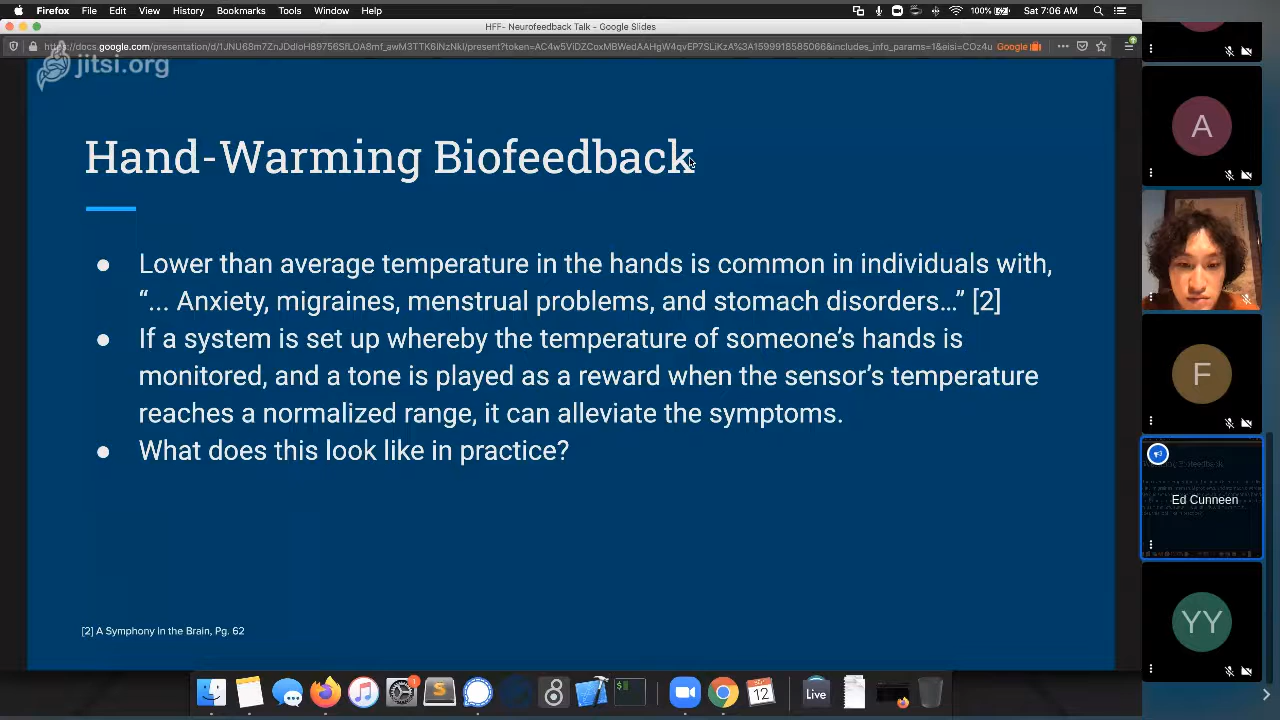 Firefox File Edit View History Bookmarks Tools Window Help 100% Sat 7:06 AM
HFF- Neurofeedback Talk - Google Slides
Google
jitsi.org
Hand-Warming Biofeedback
● Lower than average temperature in the hands is common in individuals with,
“... Anxiety, migraines, menstrual problems, and stomach disorders…” [2]
● If a system is set up whereby the temperature of someone’s hands is
monitored, and a tone is played as a reward when the sensor’s temperature
reaches a normalized range, it can alleviate the symptoms.
● What does this look like in practice?
[2] A Symphony in the Brain, Pg. 62
A
F
Ed Cunneen
YY
1
S
8
$
12
Live